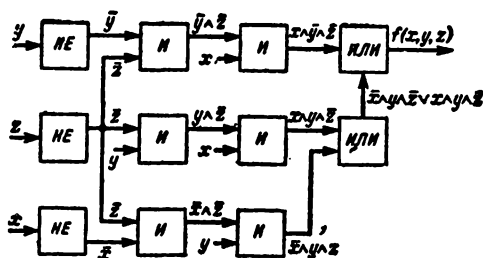 y НЕ ȳ И ȳ∧z̄ И x∧ȳ∧z̄ ИЛИ f(x,y,z)
z̄ x
x̄∧y∧z̄∨x∧y∧z̄
z НЕ z̄ И y∧z̄ И x∧y∧z̄ ИЛИ
y x
x НЕ z̄ И x̄∧z̄ И
x̄ y x̄∧y∧z